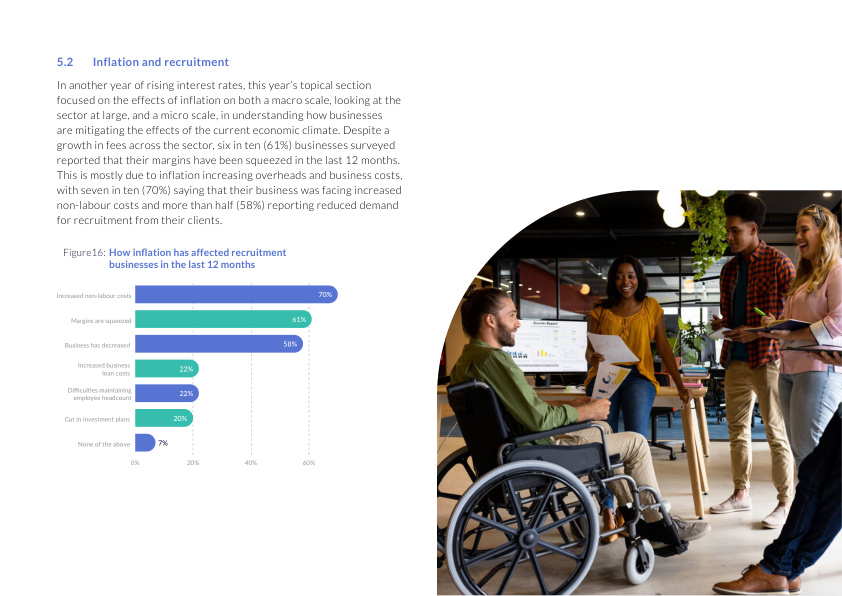 5.2 Inflation and recruitment
In another year of rising interest rates, this year's topical section
focused on the effects of inflation on both a macro scale, looking at the
sector at large, and a micro scale, in understanding how businesses
are mitigating the effects of the current economic climate. Despite a
growth in fees across the sector, six in ten (61%) businesses surveyed
reported that their margins have been squeezed in the last 12 months.
This is mostly due to inflation increasing overheads and business costs,
with seven in ten (70%) saying that their business was facing increased
non-labour costs and more than half (58%) reporting reduced demand
for recruitment from their clients.
Figure16: How inflation has affected recruitment
businesses in the last 12 months
Increased non-labour costs 70%
Margins are squeezed 61%
Business has decreased 58%
Increased business
loan costs 22%
Difficulties maintaining
employee headcount 22%
Cut in investment plans 20%
None of the above 7%
0% 20% 40% 60%